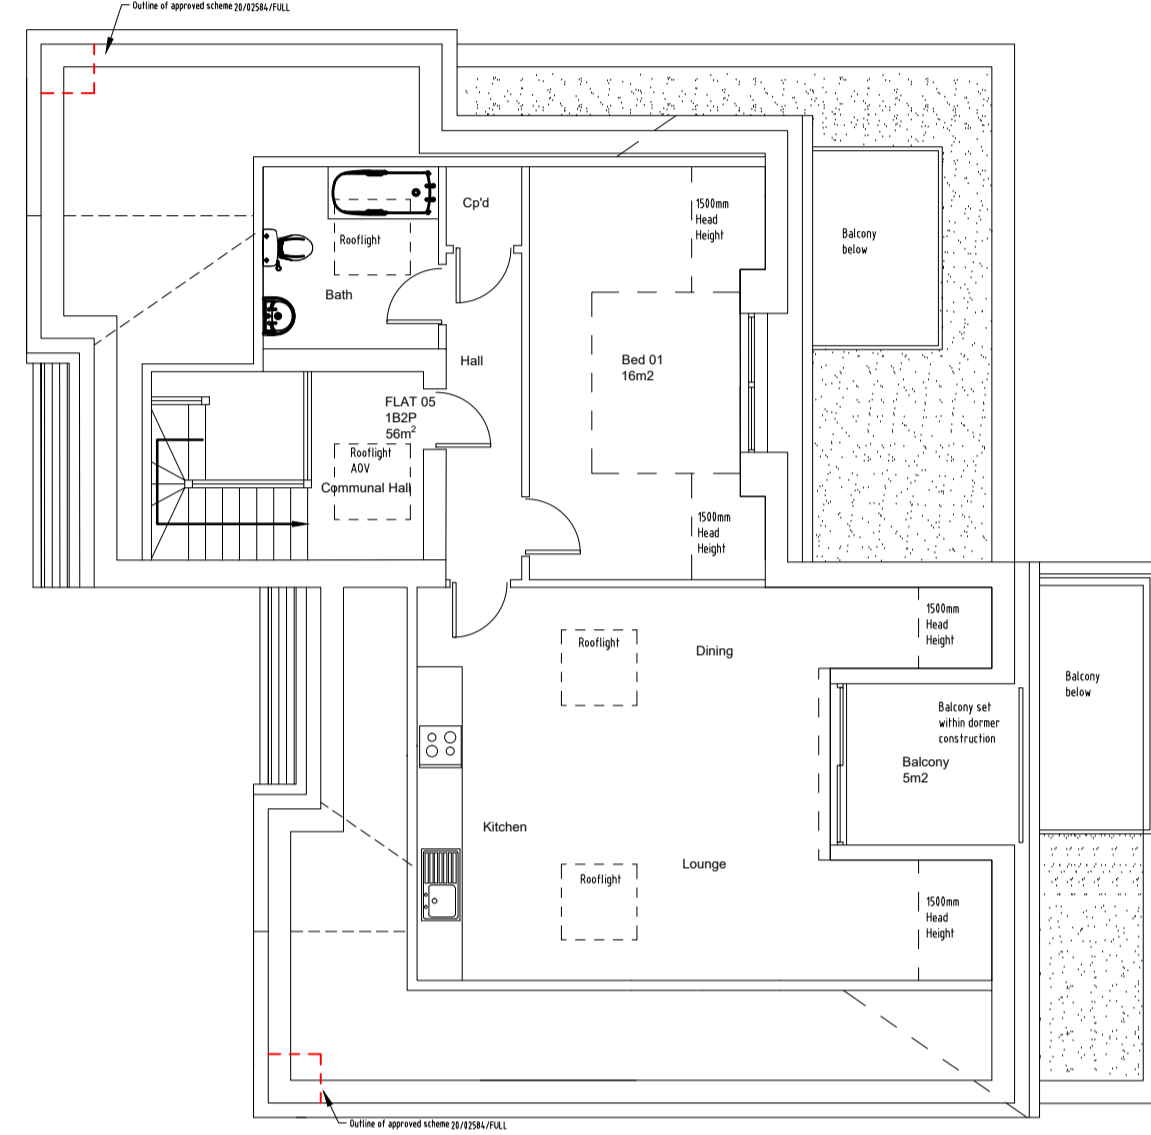 Outline of approved scheme 20/02584/FULL
Cp'd
1500mm
Head
Height
Rooflight
Balcony
below
Bath
Hall
Bed 01
16m2
FLAT 05
1B2P
56m²
Rooflight
AOV
Communal Hall
1500mm
Head
Height
1500mm
Head
Height
Rooflight
Dining
Balcony
below
Balcony set
within dormer
construction
Balcony
5m2
Kitchen
Lounge
Rooflight
1500mm
Head
Height
Outline of approved scheme 20/02584/FULL